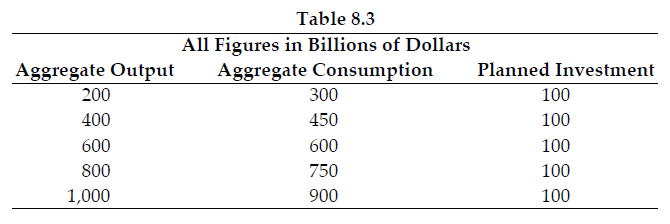 Table 8.3
All Figures in Billions of Dollars
Aggregate Output Aggregate Consumption Planned Investment
200 300 100
400 450 100
600 600 100
800 750 100
1,000 900 100